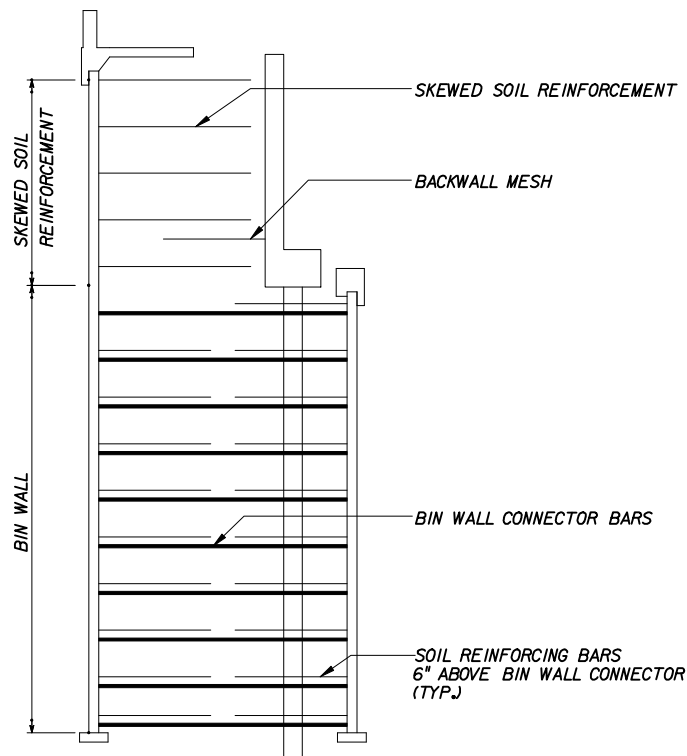 SKEWED SOIL REINFORCEMENT
SKEWED SOIL
REINFORCEMENT
BACKWALL MESH
BIN WALL
BIN WALL CONNECTOR BARS
SOIL REINFORCING BARS
6" ABOVE BIN WALL CONNECTOR
(TYP.)